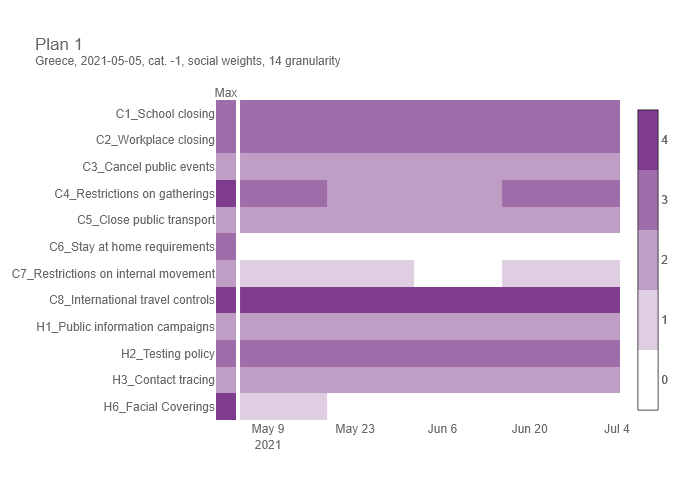 Plan 1
Greece, 2021-05-05, cat. -1, social weights, 14 granularity
Max
C1_School closing
C2_Workplace closing
C3_Cancel public events
C4_Restrictions on gatherings
C5_Close public transport
C6_Stay at home requirements
C7_Restrictions on internal movement
C8_International travel controls
H1_Public information campaigns
H2_Testing policy
H3_Contact tracing
H6_Facial Coverings
4
3
2
1
0
May 9 May 23 Jun 6 Jun 20 Jul 4
2021